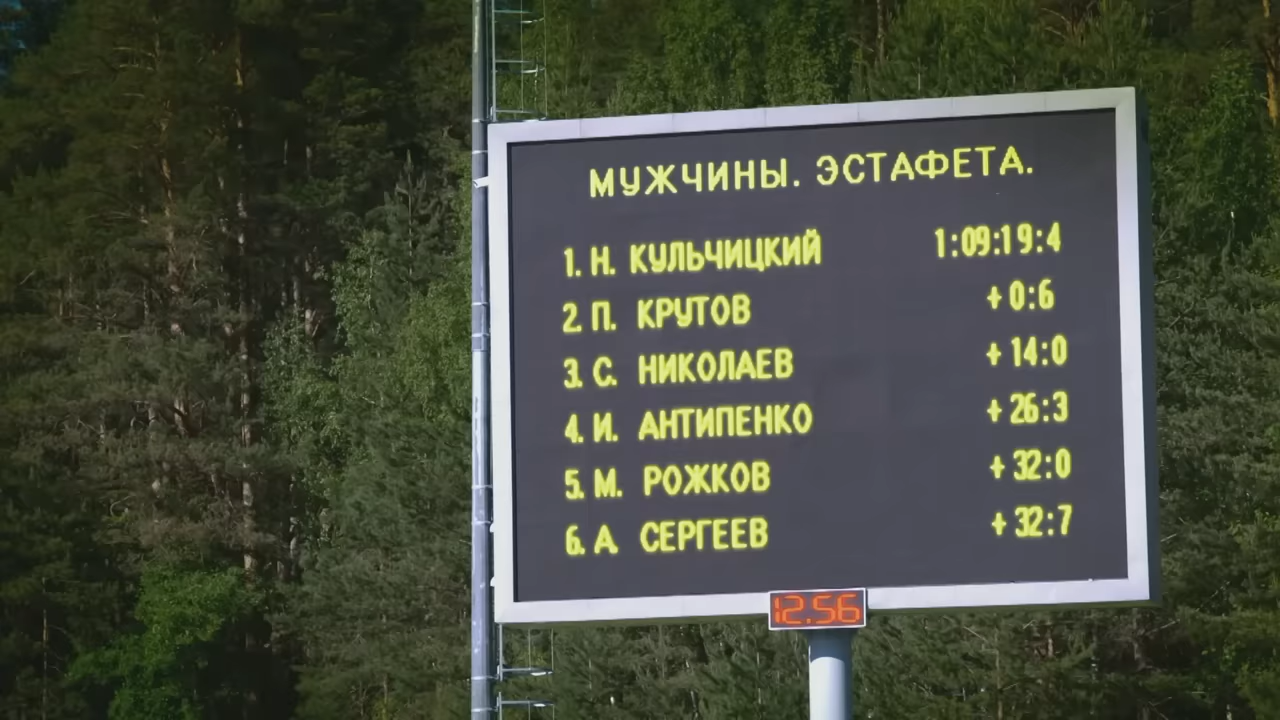 МУЖЧИНЫ. ЭСТАФЕТА.
1. Н. КУЛЬЧИЦКИЙ 1:09:19:4
2. П. КРУТОВ +0:6
3. С. НИКОЛАЕВ +14:0
4. И. АНТИПЕНКО +26:3
5. М. РОЖКОВ +32:0
6. А. СЕРГЕЕВ +32:7
12.56